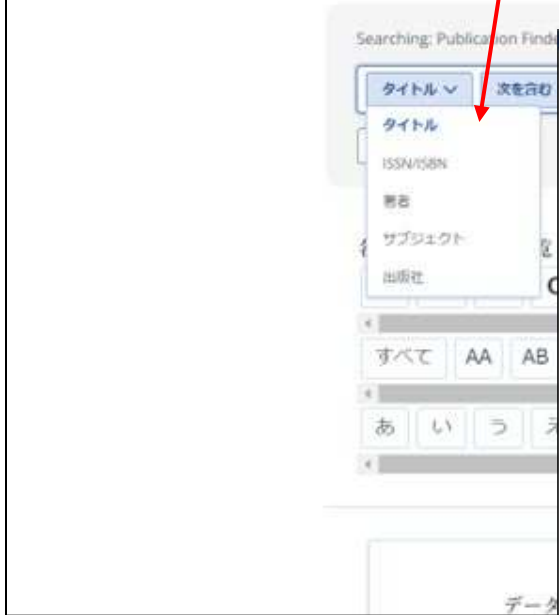 Searching: Publication Finde
タイトル 次を含む
タイトル
ISSN/ISBN
著者
サブジェクト
出版社
すべて AA AB
あ い う
データ